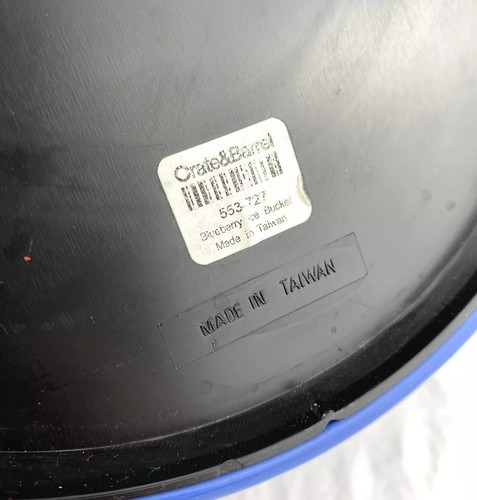 Crate&Barrel
553-727
Blueberry Ice Bucket
Made in Taiwan
MADE IN TAIWAN